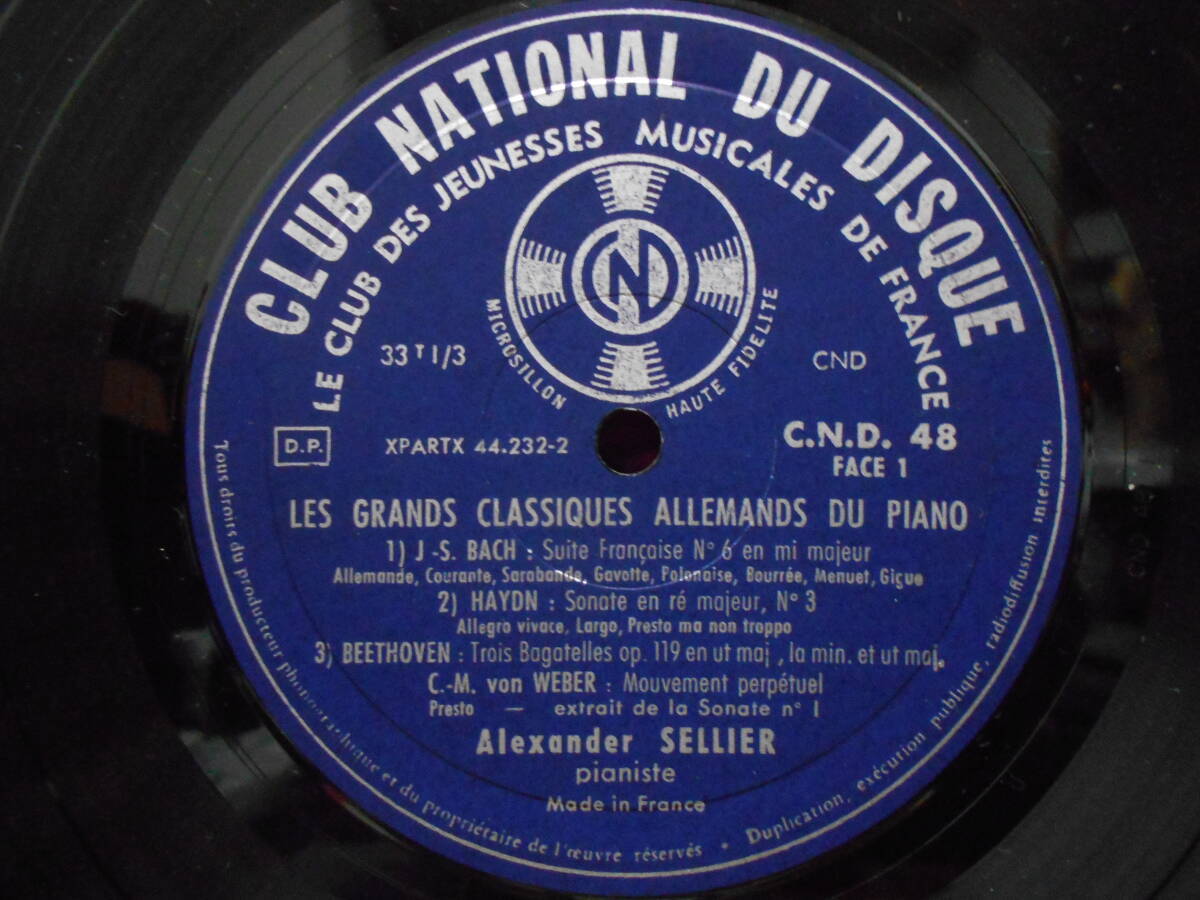 CLUB NATIONAL DU DISQUE
LE CLUB DES JEUNESSES MUSICALES DE FRANCE
N
MICROSILLON HAUTE FIDELITE
33 T 1/3
CND
D.P.
XPARTX 44.232-2
C.N.D. 48
FACE 1
LES GRANDS CLASSIQUES ALLEMANDS DU PIANO
1) J.-S. BACH : Suite Française N° 6 en mi majeur
Allemande, Courante, Sarabande, Gavotte, Polonaise, Bourrée, Menuet, Gigue
2) HAYDN : Sonate en ré majeur, N° 3
Allegro vivace, Largo, Presto ma non troppo
3) BEETHOVEN : Trois Bagatelles op. 119 en ut maj., la min. et ut maj.
C.-M. von WEBER : Mouvement perpétuel
Presto — extrait de la Sonate n° 1
Alexander SELLIER
pianiste
Made in France
Tous droits du producteur phonographique et du propriétaire de l'œuvre réservés • Duplication, exécution publique, radiodiffusion interdites